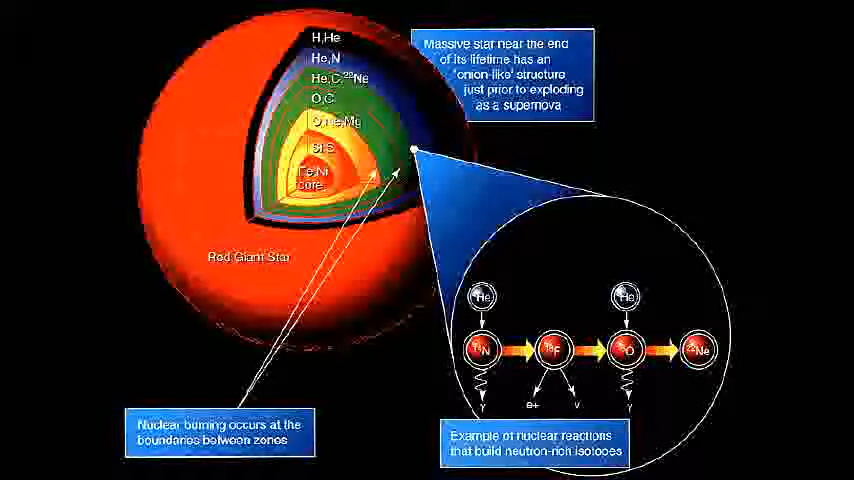 H,He
He,N
He,C,²²Ne
O,C
O,Ne,Mg
Si,S
Fe,Ni
core
Massive star near the end
of its lifetime has an
'onion-like' structure
just prior to exploding
as a supernova
Red Giant Star
He
He
¹⁴N
¹⁸F
¹⁸O
²²Ne
γ
e+
ν
γ
Nuclear burning occurs at the
boundaries between zones
Example of nuclear reactions
that build neutron-rich isotopes